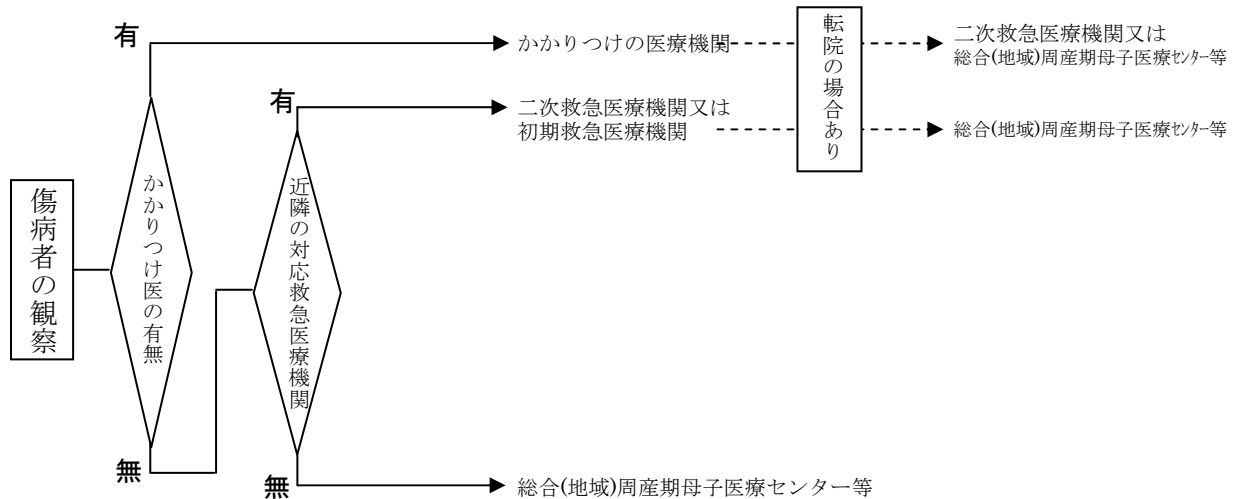 傷病者の観察
かかりつけ医の有無
有
無
近隣の対応救急医療機関
有
無
かかりつけの医療機関
二次救急医療機関又は
初期救急医療機関
転院の場合あり
二次救急医療機関又は
総合(地域)周産期母子医療ｾﾝﾀｰ等
総合(地域)周産期母子医療ｾﾝﾀｰ等
総合(地域)周産期母子医療センター等